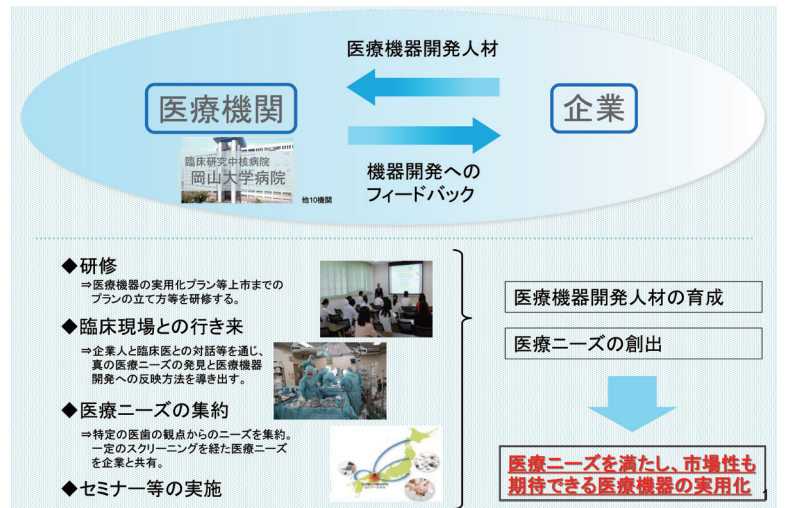 医療機器開発人材
医療機関
企業
臨床研究中核病院
岡山大学病院
他10機関
機器開発への
フィードバック
◆研修
⇒医療機器の実用化プラン等上市までの
プランの立て方等を研修する。
◆臨床現場との行き来
⇒企業人と臨床医との対話等を通じ、
真の医療ニーズの発見と医療機器
開発への反映方法を導き出す。
◆医療ニーズの集約
⇒特定の医歯の観点からのニーズを集約。
一定のスクリーニングを経た医療ニーズ
を企業と共有。
◆セミナー等の実施
医療機器開発人材の育成
医療ニーズの創出
医療ニーズを満たし、市場性も
期待できる医療機器の実用化